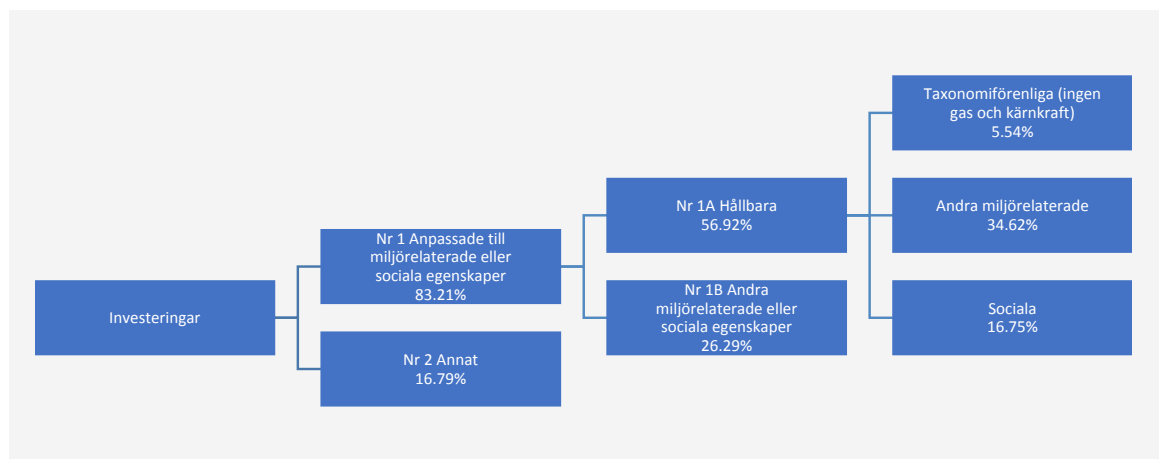 Investeringar
Nr 1 Anpassade till
miljörelaterade eller
sociala egenskaper
83.21%
Nr 2 Annat
16.79%
Nr 1A Hållbara
56.92%
Nr 1B Andra
miljörelaterade eller
sociala egenskaper
26.29%
Taxonomiförenliga (ingen
gas och kärnkraft)
5.54%
Andra miljörelaterade
34.62%
Sociala
16.75%